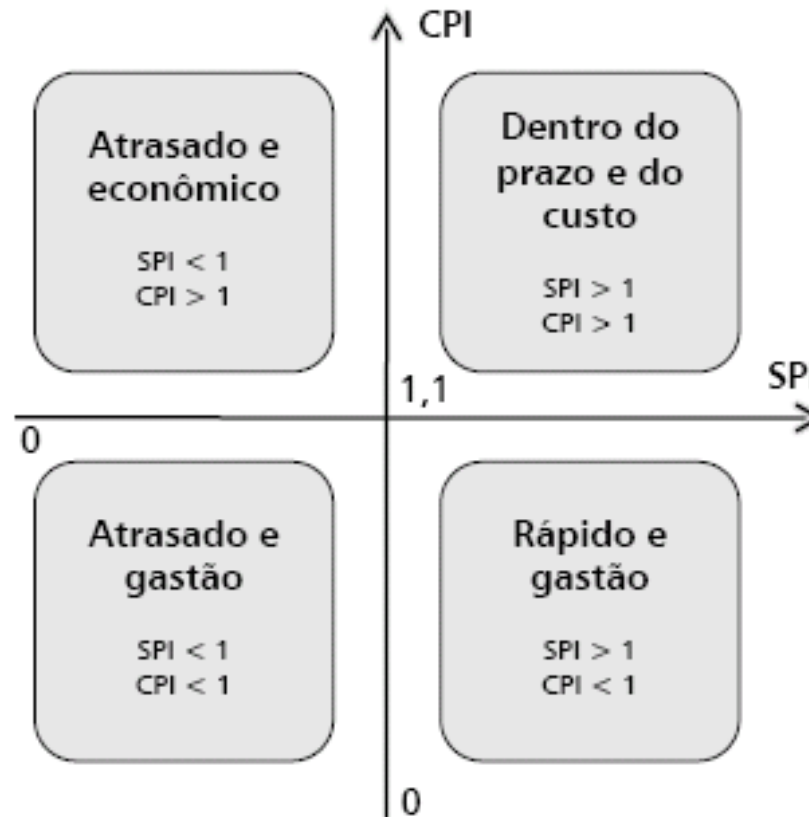 CPI
Atrasado e
econômico
SPI < 1
CPI > 1
Dentro do
prazo e do
custo
SPI > 1
CPI > 1
1,1
SPI
0
Atrasado e
gastão
SPI < 1
CPI < 1
Rápido e
gastão
SPI > 1
CPI < 1
0